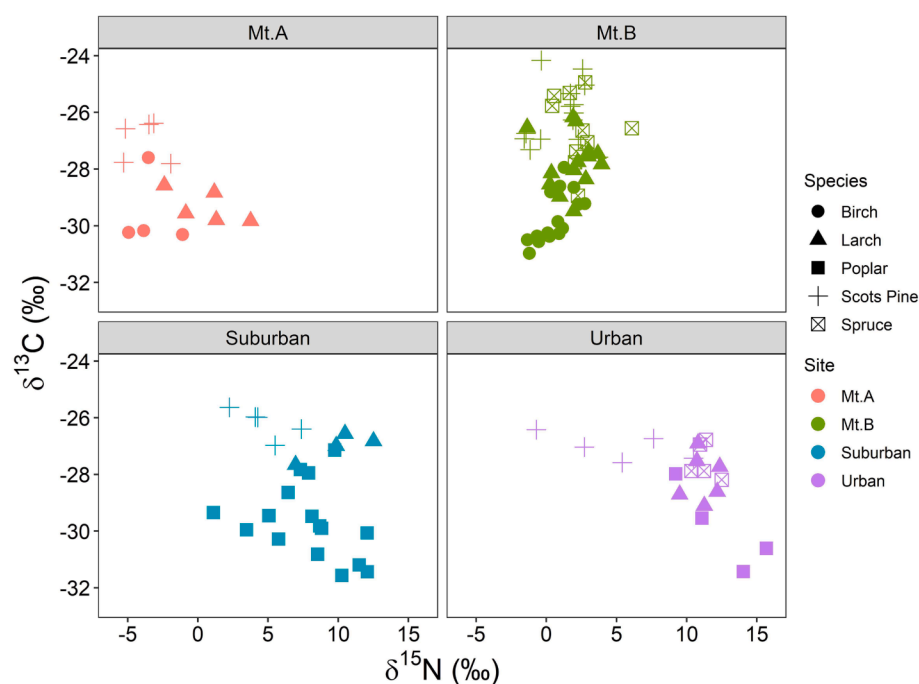 Mt.A
Mt.B
-24
-26
-28
-30
-32
Suburban
Urban
-24
-26
-28
-30
-32
δ¹³C (‰)
-5 0 5 10 15
-5 0 5 10 15
δ¹⁵N (‰)
Species
Birch
Larch
Poplar
Scots Pine
Spruce
Site
Mt.A
Mt.B
Suburban
Urban